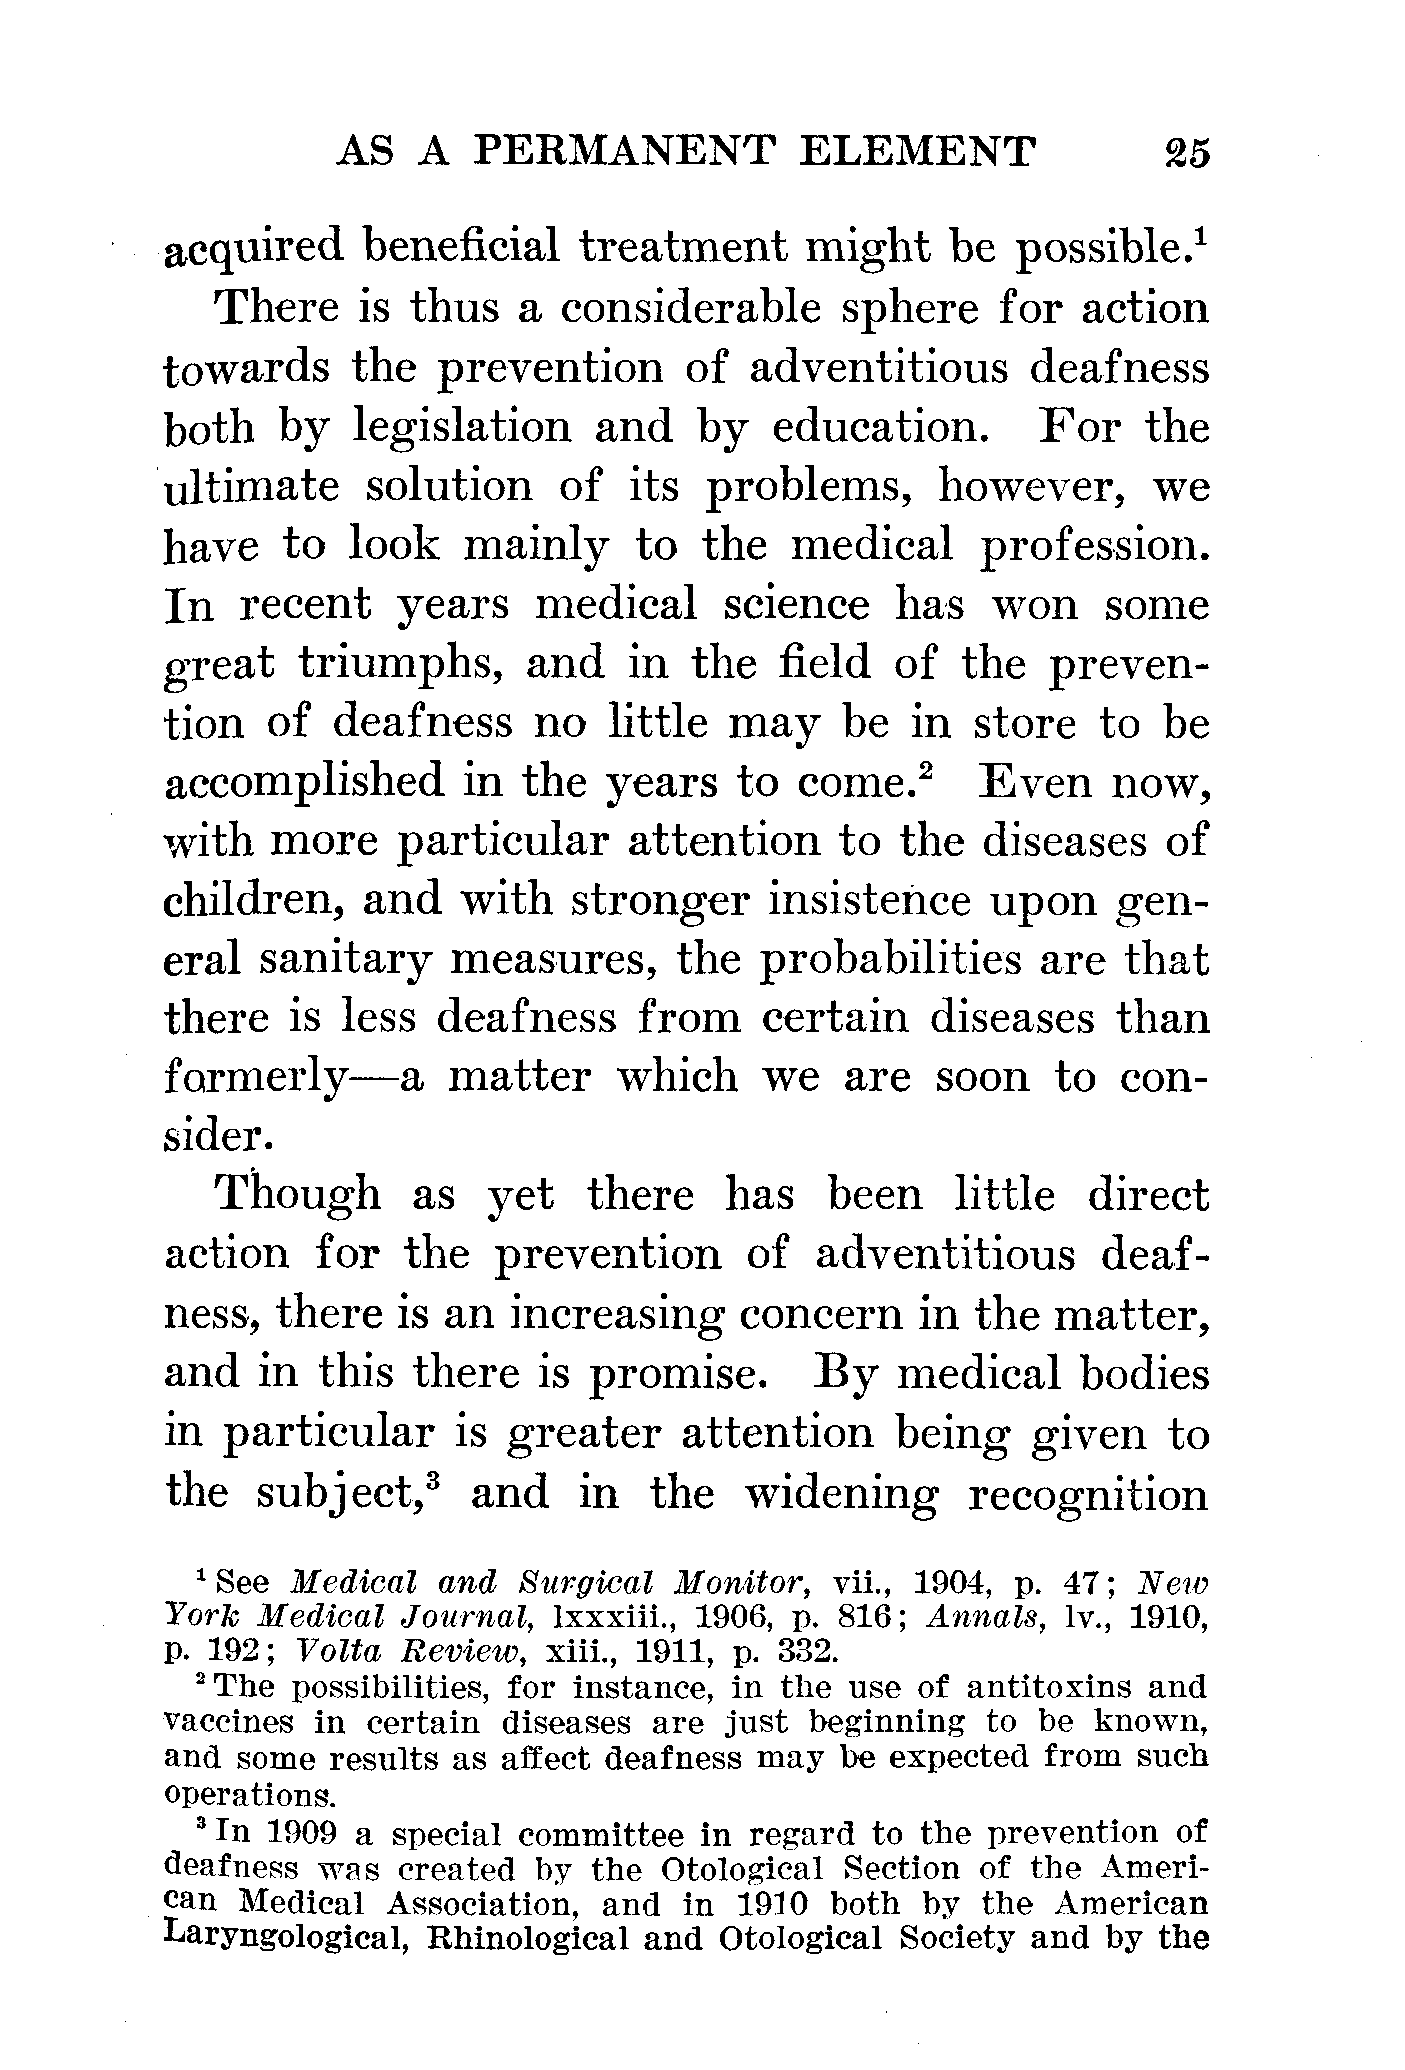 AS A PERMANENT ELEMENT 25
acquired beneficial treatment might be possible.¹
There is thus a considerable sphere for action
towards the prevention of adventitious deafness
both by legislation and by education. For the
ultimate solution of its problems, however, we
have to look mainly to the medical profession.
In recent years medical science has won some
great triumphs, and in the field of the preven-
tion of deafness no little may be in store to be
accomplished in the years to come.² Even now,
with more particular attention to the diseases of
children, and with stronger insistence upon gen-
eral sanitary measures, the probabilities are that
there is less deafness from certain diseases than
formerly—a matter which we are soon to con-
sider.
Though as yet there has been little direct
action for the prevention of adventitious deaf-
ness, there is an increasing concern in the matter,
and in this there is promise. By medical bodies
in particular is greater attention being given to
the subject,³ and in the widening recognition
¹ See Medical and Surgical Monitor, vii., 1904, p. 47; New
York Medical Journal, lxxxiii., 1906, p. 816; Annals, lv., 1910,
p. 192; Volta Review, xiii., 1911, p. 332.
² The possibilities, for instance, in the use of antitoxins and
vaccines in certain diseases are just beginning to be known,
and some results as affect deafness may be expected from such
operations.
³ In 1909 a special committee in regard to the prevention of
deafness was created by the Otological Section of the Ameri-
can Medical Association, and in 1910 both by the American
Laryngological, Rhinological and Otological Society and by the